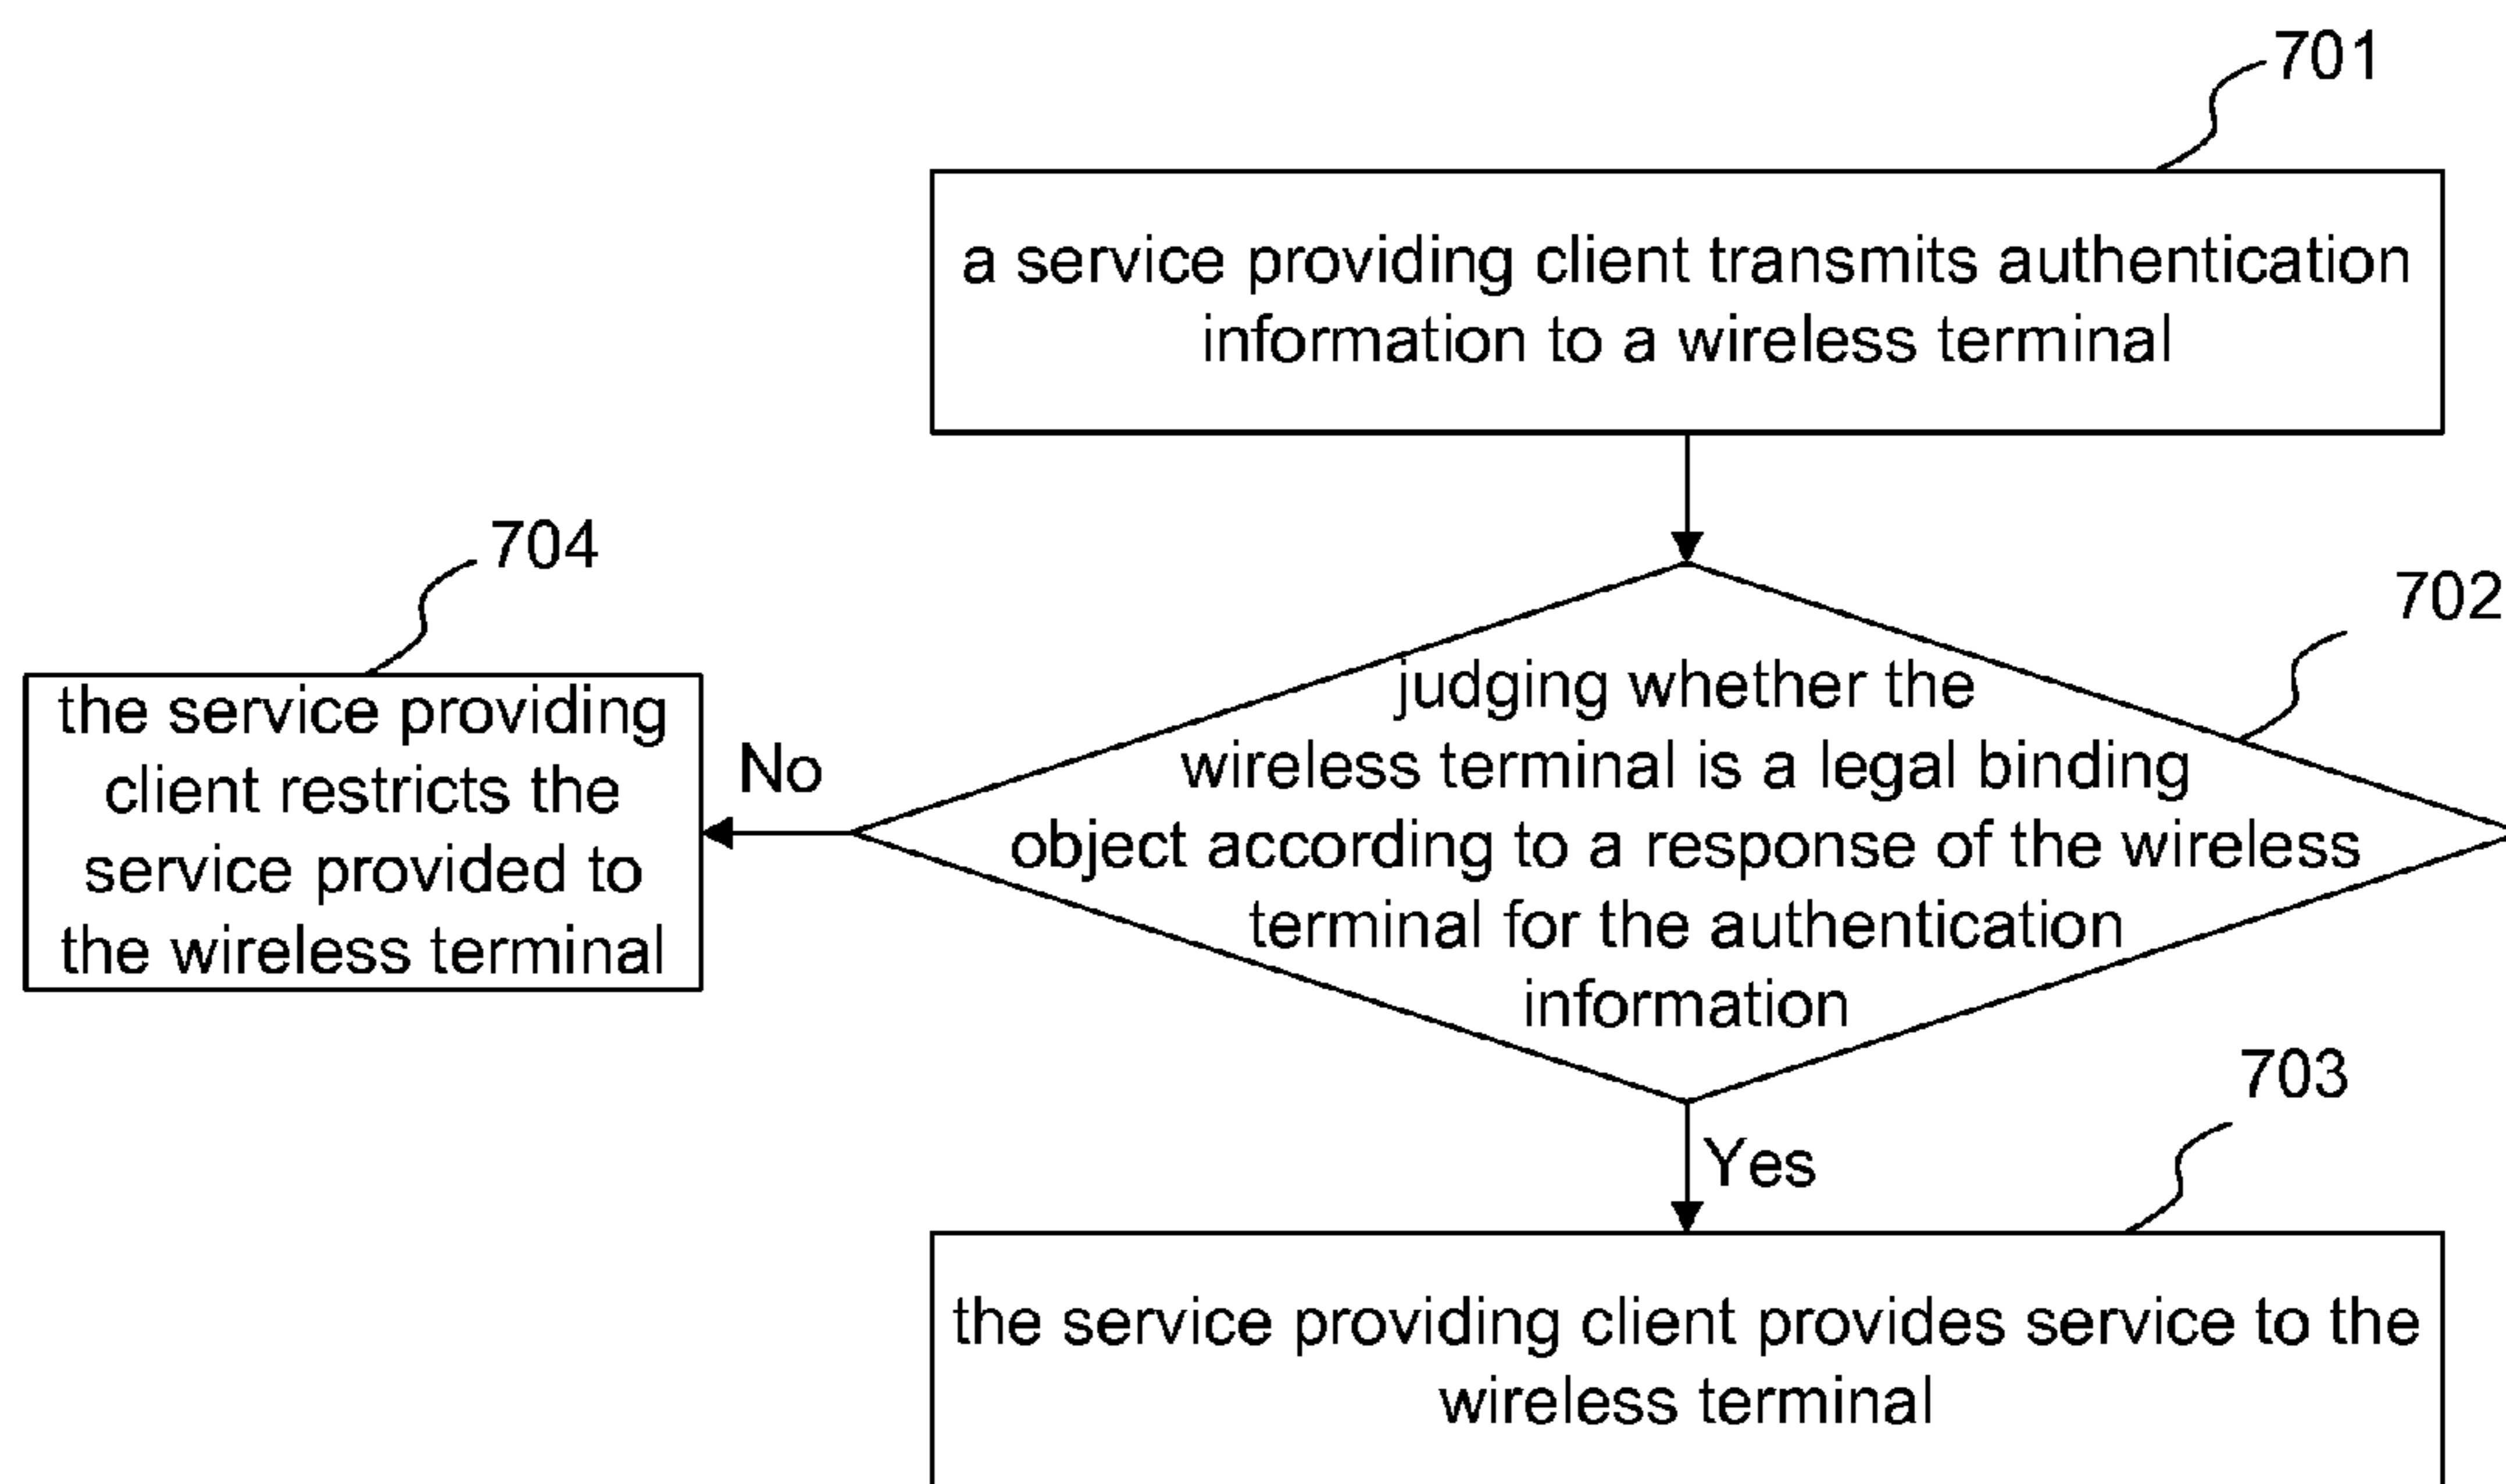 701
a service providing client transmits authentication
information to a wireless terminal
704
702
the service providing
client restricts the
service provided to
the wireless terminal
No
judging whether the
wireless terminal is a legal binding
object according to a response of the wireless
terminal for the authentication
information
703
Yes
the service providing client provides service to the
wireless terminal